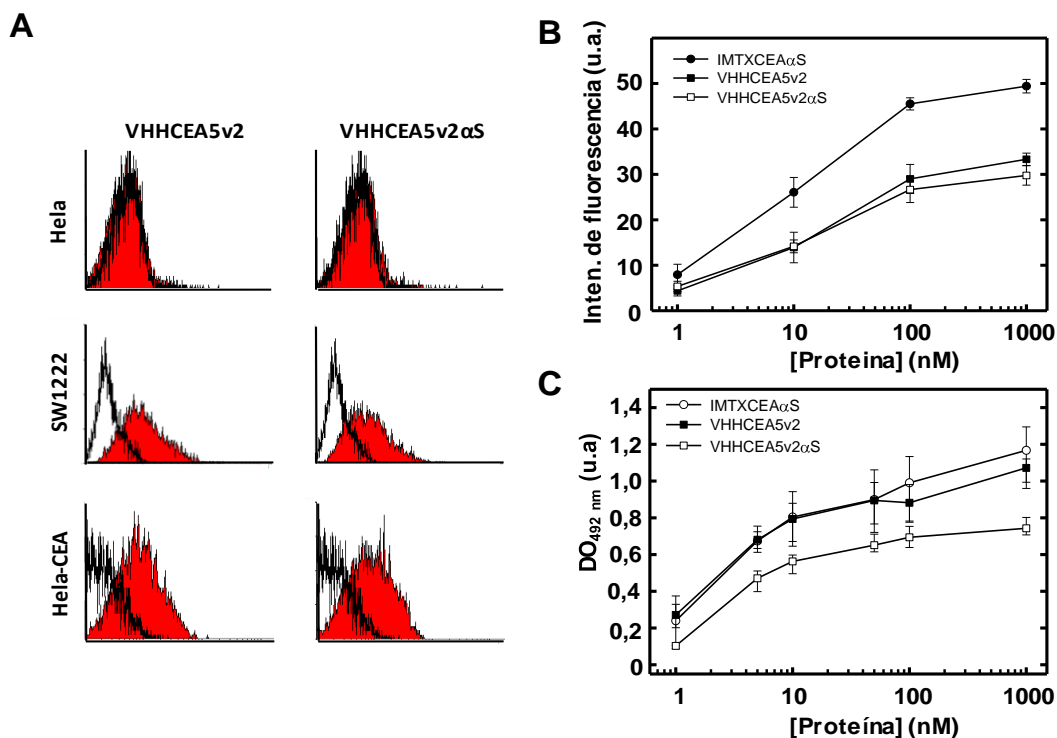 A
VHHCEA5v2
VHHCEA5v2αS
Hela
SW1222
Hela-CEA
B
Inten. de fluorescencia (u.a.)
50
40
30
20
10
0
IMTXCEAαS
VHHCEA5v2
VHHCEA5v2αS
1 10 100 1000
[Proteína] (nM)
C
DO492 nm (u.a)
1,4
1,2
1,0
0,8
0,6
0,4
0,2
0
IMTXCEAαS
VHHCEA5v2
VHHCEA5v2αS
1 10 100 1000
[Proteína] (nM)